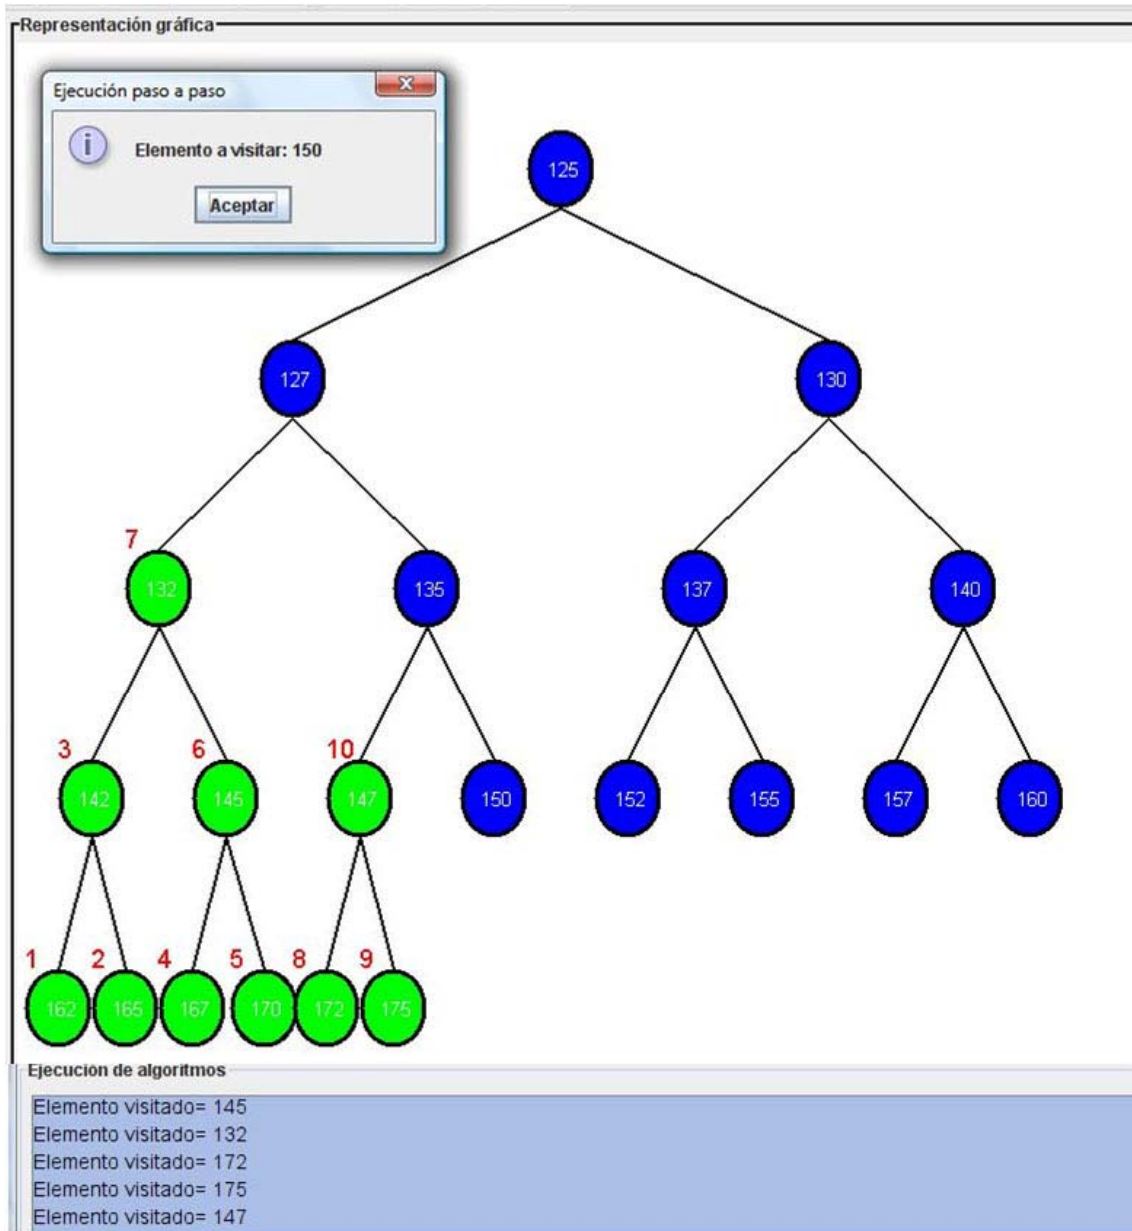 Representación gráfica
Ejecución paso a paso
Elemento a visitar: 150
Aceptar
125
127 130
7
132 135 137 140
3 6 10
142 145 147 150 152 155 157 160
1 2 4 5 8 9
162 165 167 170 172 175
Ejecución de algoritmos
Elemento visitado= 145
Elemento visitado= 132
Elemento visitado= 172
Elemento visitado= 175
Elemento visitado= 147